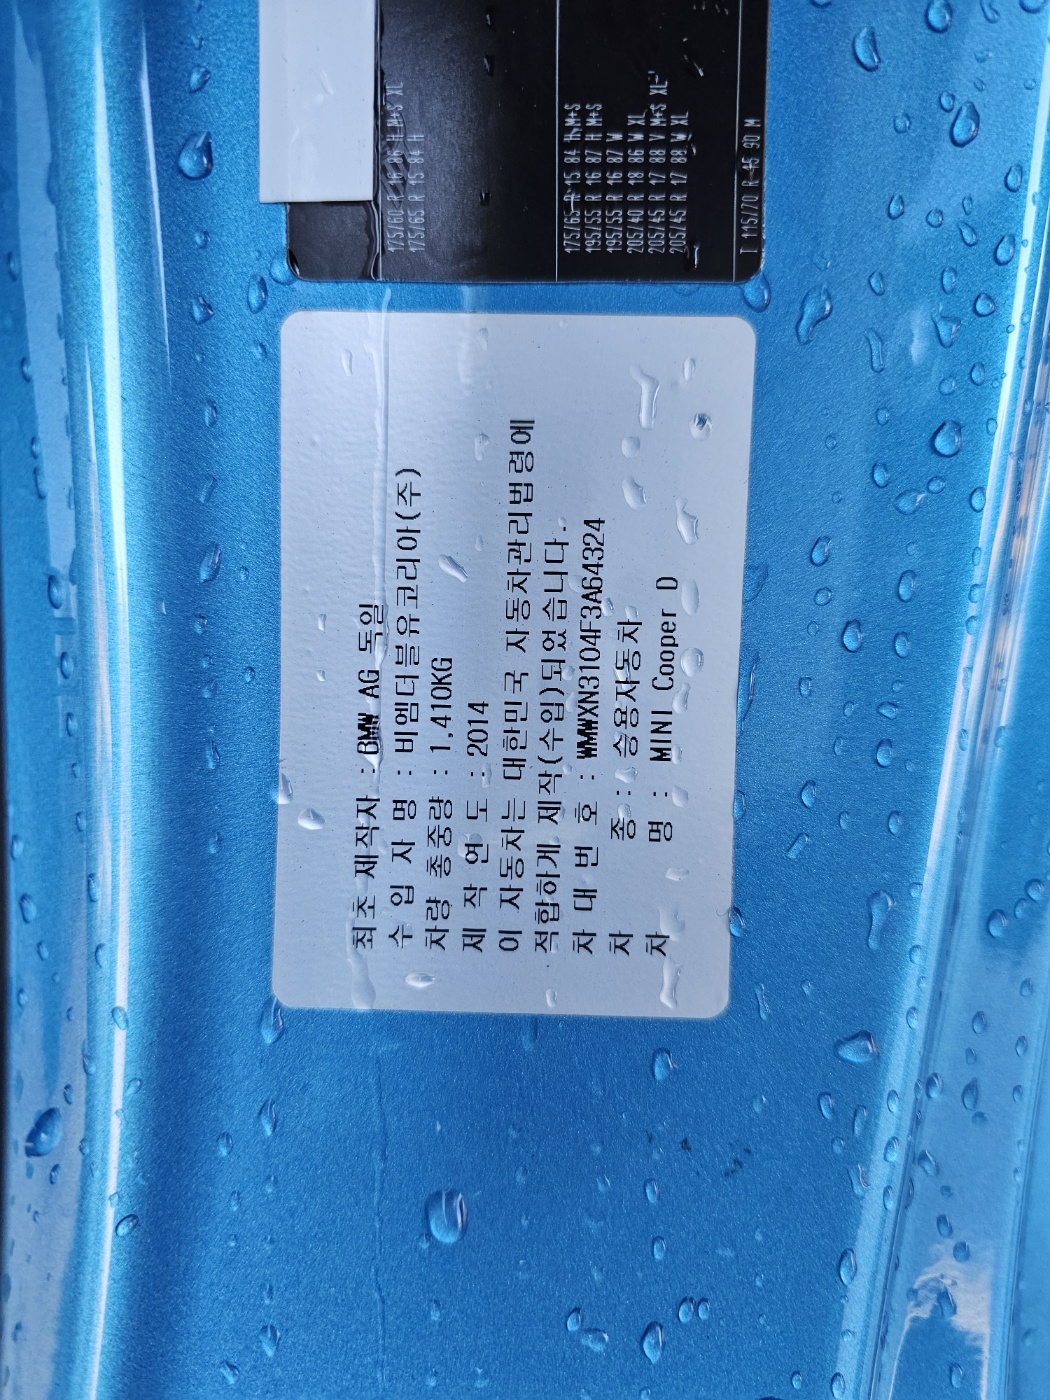 최초 제작자 : BMW AG 독일
수 입 자 명 : 비엠더블유코리아(주)
차량 총중량 : 1,410KG
제 작 연 도 : 2014
이 자동차는 대한민국 자동차관리법령에
적합하게 제작(수입)되었습니다.
차 대 번 호 : WMWXN3104F3A64324
차 종 : 승용자동차
차 명 : MINI Cooper D
175/60 R 16 86 H M+S XL
175/65 R 15 84 H
175/65 R 15 84 H M+S
195/55 R 16 87 H M+S
195/55 R 16 87 W
205/40 R 18 86 W XL
205/45 R 17 88 V M+S XL
205/45 R 17 88 W XL
T 115/70 R 15 90 M